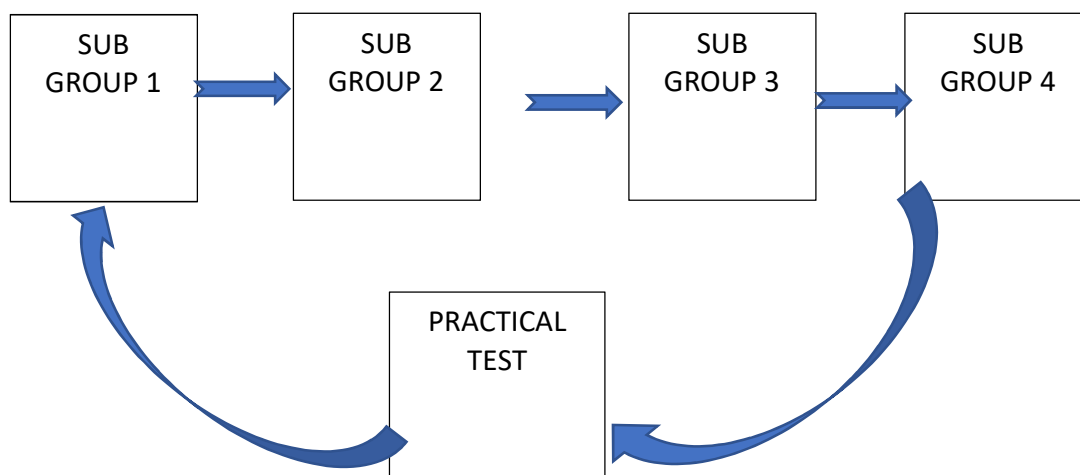 SUB
GROUP 1
SUB
GROUP 2
SUB
GROUP 3
SUB
GROUP 4
PRACTICAL
TEST